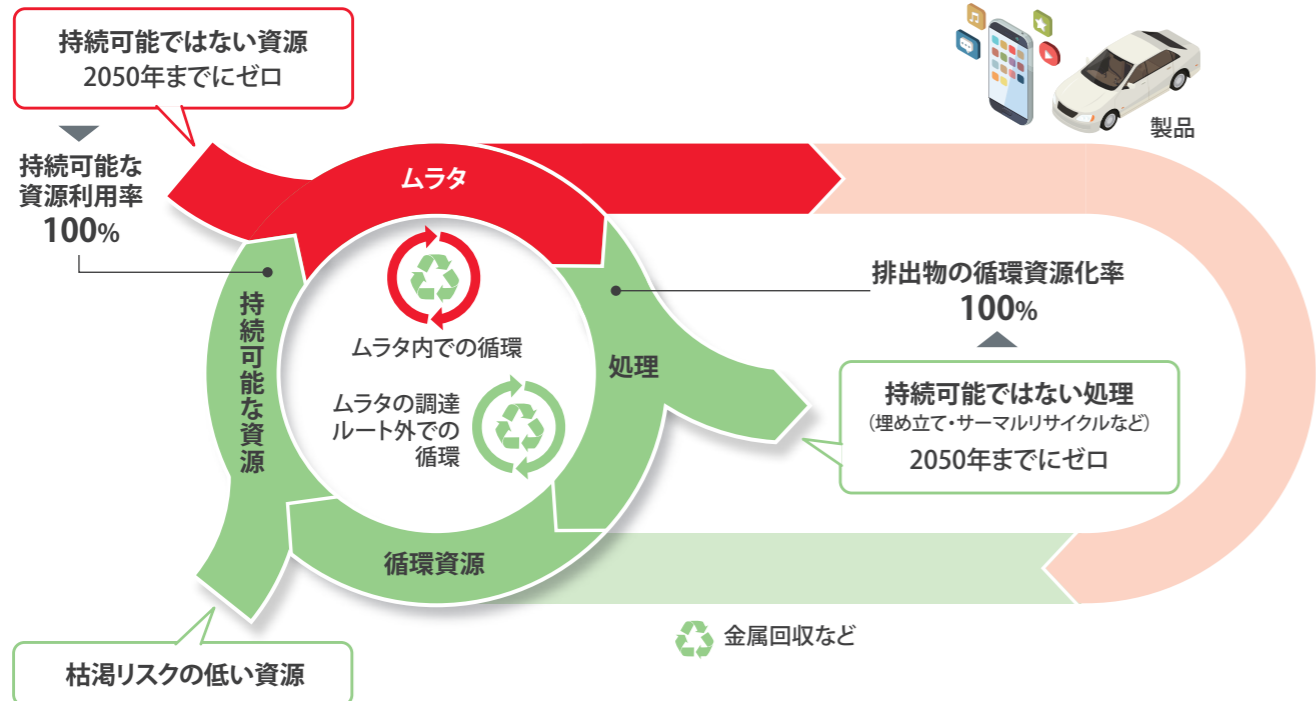 持続可能ではない資源
2050年までにゼロ
持続可能な
資源利用率
100%
ムラタ
製品
持続可能な資源
ムラタ内での循環
ムラタの調達
ルート外での
循環
処理
排出物の循環資源化率
100%
持続可能ではない処理
（埋め立て・サーマルリサイクルなど）
2050年までにゼロ
循環資源
金属回収など
枯渇リスクの低い資源